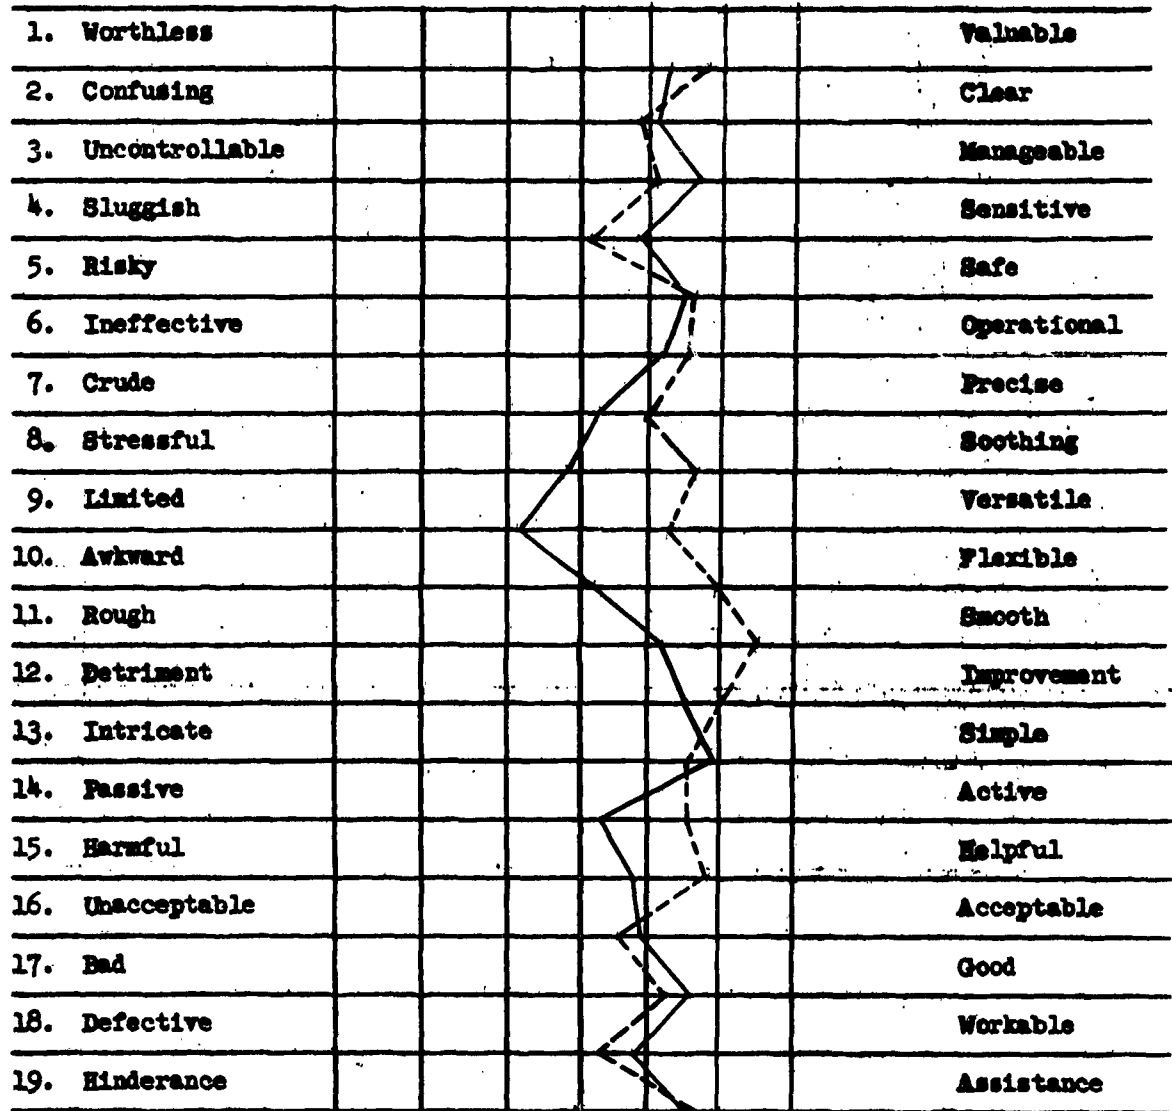 1. Worthless Valuable
2. Confusing Clear
3. Uncontrollable Manageable
4. Sluggish Sensitive
5. Risky Safe
6. Ineffective Operational
7. Crude Precise
8. Stressful Soothing
9. Limited Versatile
10. Awkward Flexible
11. Rough Smooth
12. Detriment Improvement
13. Intricate Simple
14. Passive Active
15. Harmful Helpful
16. Unacceptable Acceptable
17. Bad Good
18. Defective Workable
19. Hinderance Assistance